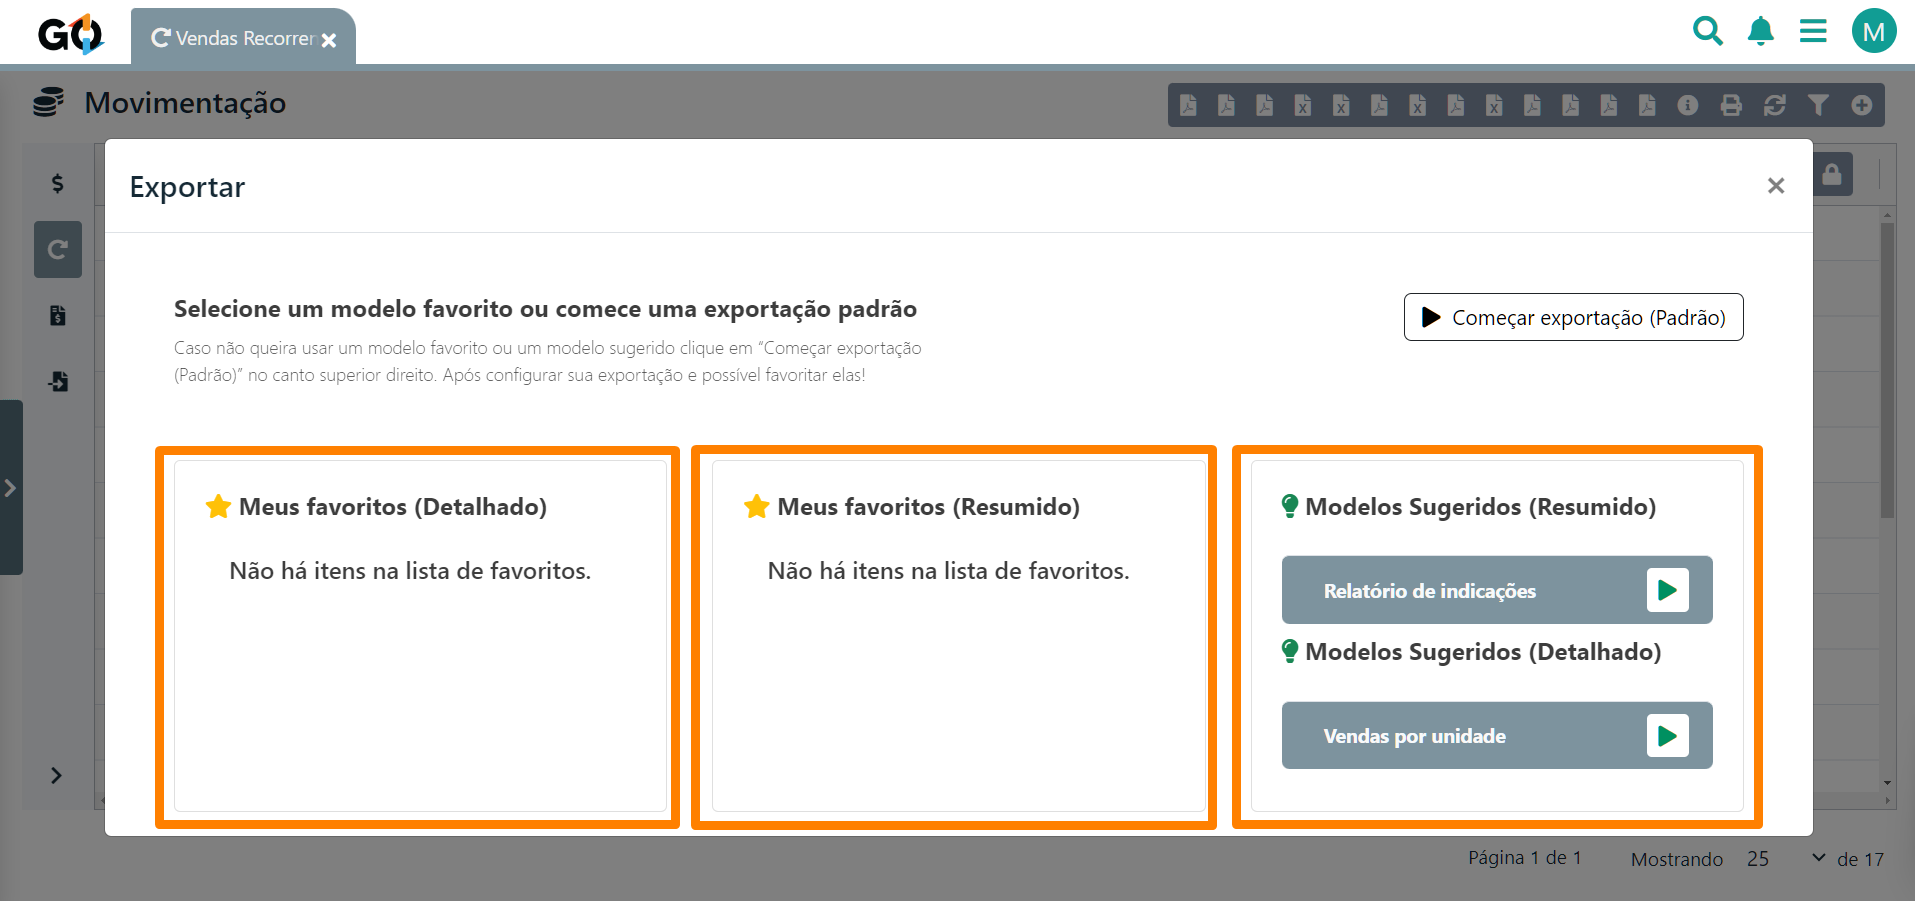 GO
Vendas Recorren
M
Movimentação
Exportar
Selecione um modelo favorito ou comece uma exportação padrão
Caso não queira usar um modelo favorito ou um modelo sugerido clique em “Começar exportação
(Padrão)” no canto superior direito. Após configurar sua exportação e possível favoritar elas!
Começar exportação (Padrão)
Meus favoritos (Detalhado)
Não há itens na lista de favoritos.
Meus favoritos (Resumido)
Não há itens na lista de favoritos.
Modelos Sugeridos (Resumido)
Relatório de indicações
Modelos Sugeridos (Detalhado)
Vendas por unidade
Página 1 de 1
Mostrando 25 de 17